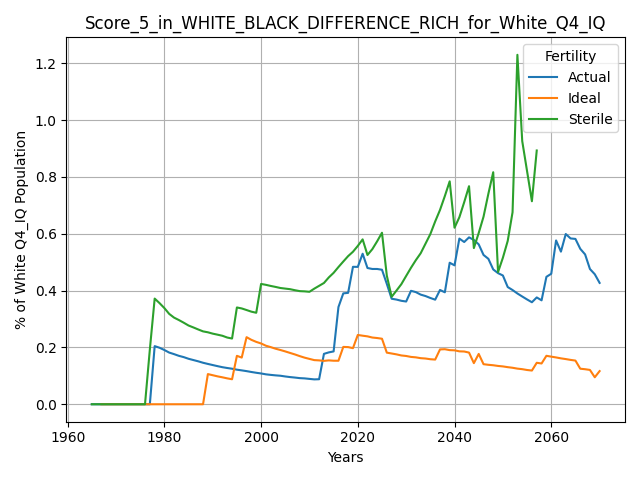 Score_5_in_WHITE_BLACK_DIFFERENCE_RICH_for_White_Q4_IQ
Fertility
Actual
Ideal
Sterile
% of White Q4_IQ Population
1.2
1.0
0.8
0.6
0.4
0.2
0.0
1960
1980
2000
2020
2040
2060
Years